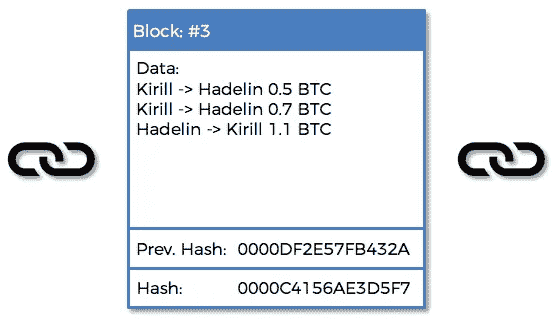 Block: #3
Data:
Kirill -> Hadelin 0.5 BTC
Kirill -> Hadelin 0.7 BTC
Hadelin -> Kirill 1.1 BTC
Prev. Hash: 0000DF2E57FB432A
Hash: 0000C4156AE3D5F7